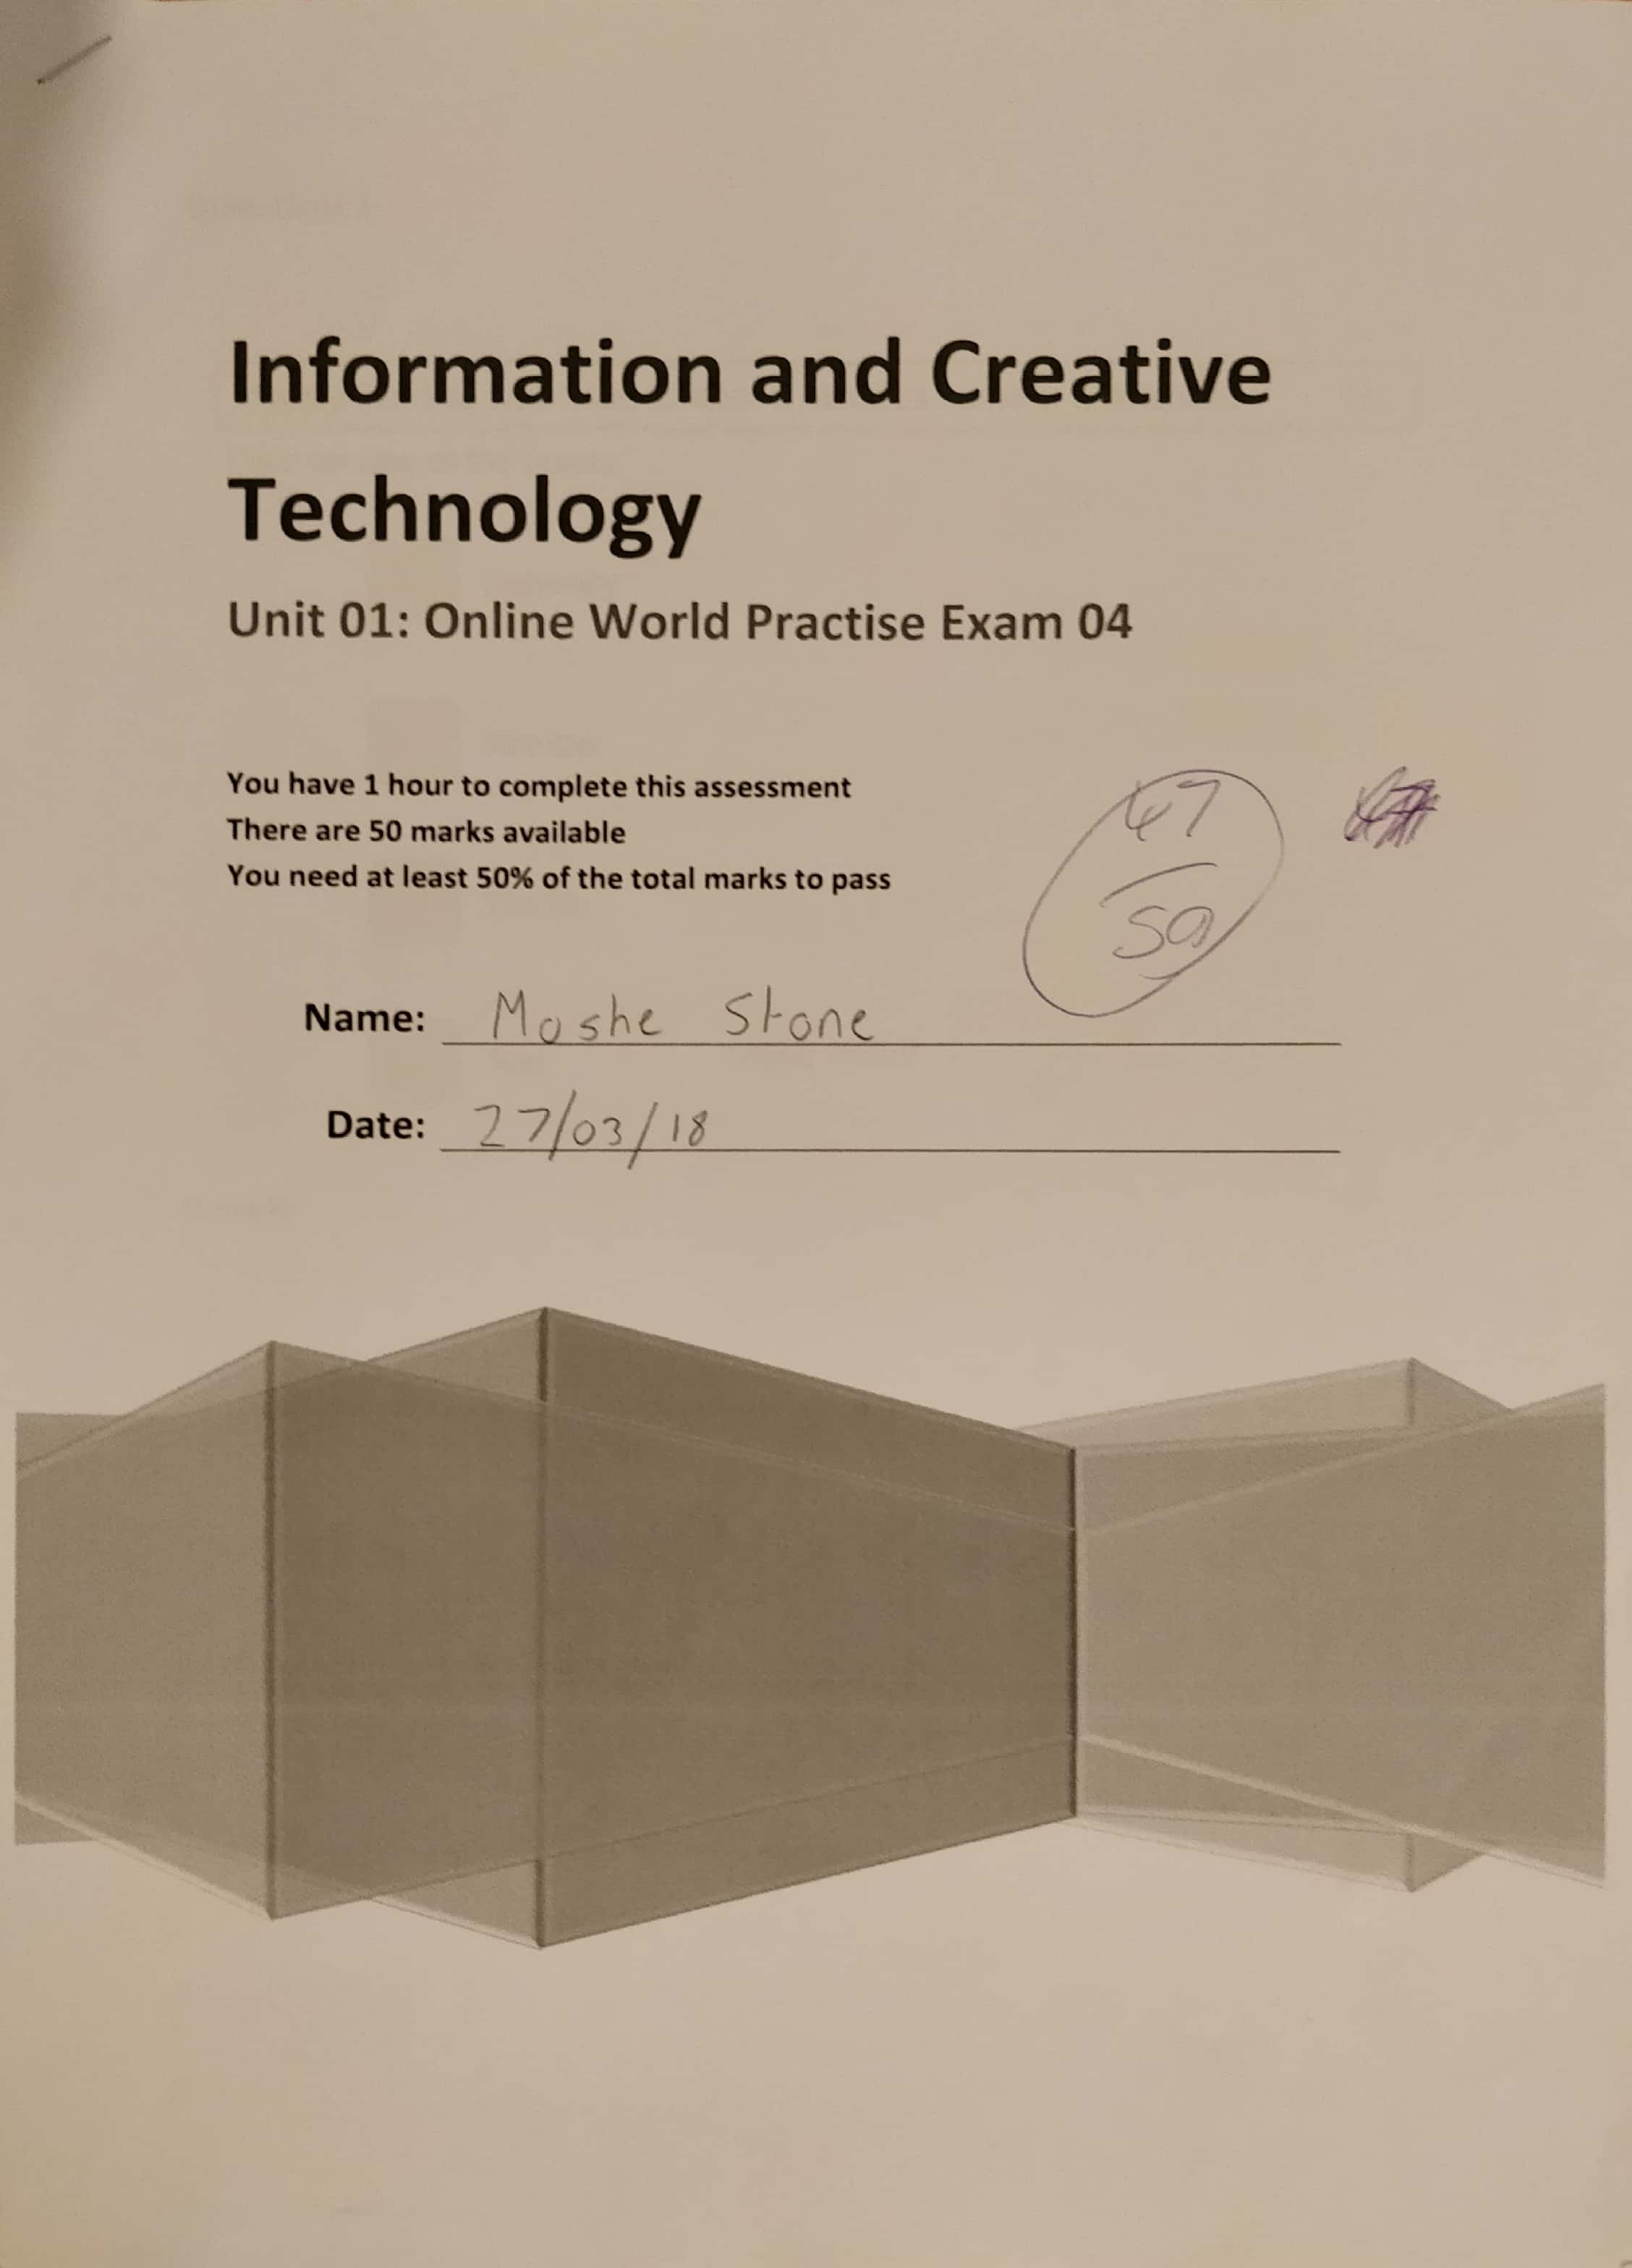 Information and Creative
Technology
Unit 01: Online World Practise Exam 04
You have 1 hour to complete this assessment
There are 50 marks available
You need at least 50% of the total marks to pass
47
50
Name: Moshe Stone
Date: 27/03/18